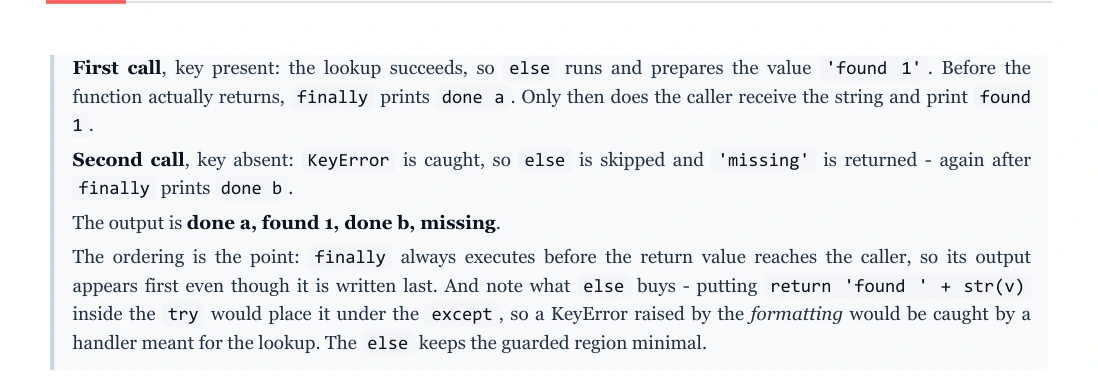 First call, key present: the lookup succeeds, so else runs and prepares the value 'found 1'. Before the
function actually returns, finally prints done a. Only then does the caller receive the string and print found
1.
Second call, key absent: KeyError is caught, so else is skipped and 'missing' is returned - again after
finally prints done b.
The output is done a, found 1, done b, missing.
The ordering is the point: finally always executes before the return value reaches the caller, so its output
appears first even though it is written last. And note what else buys - putting return 'found ' + str(v)
inside the try would place it under the except, so a KeyError raised by the formatting would be caught by a
handler meant for the lookup. The else keeps the guarded region minimal.